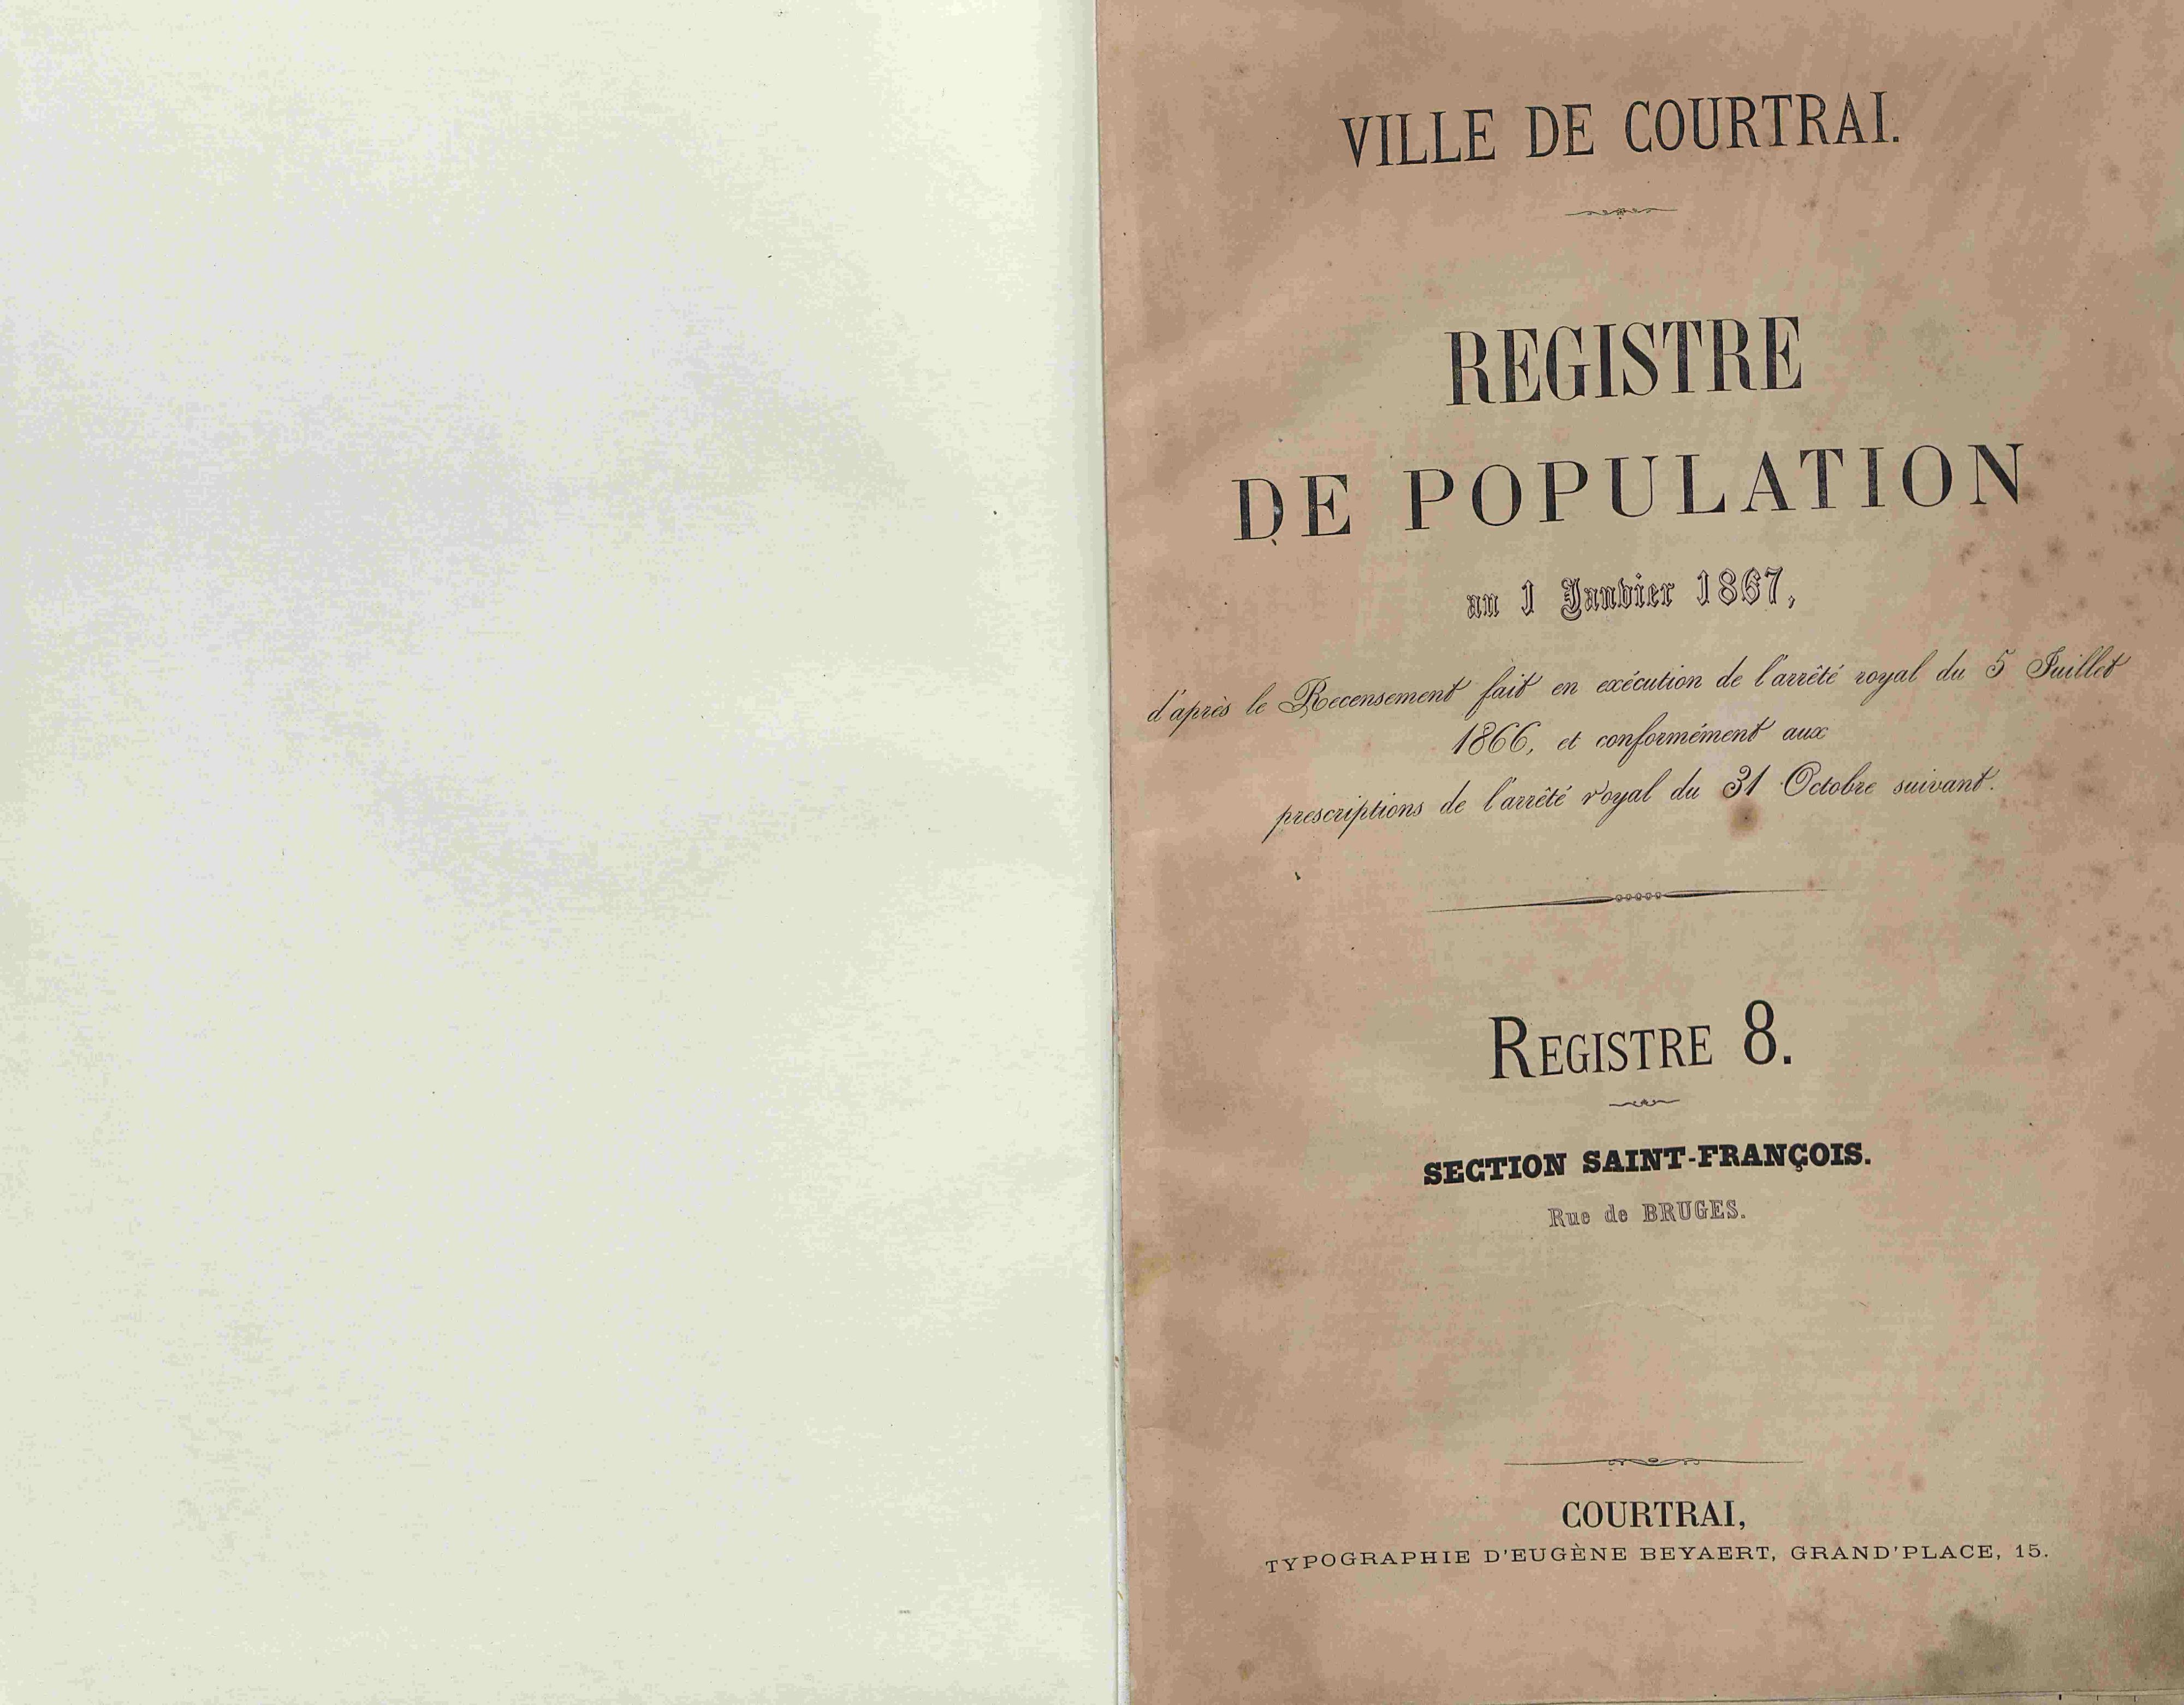 VILLE DE COURTRAI.
REGISTRE
DE POPULATION
au 1 Janvier 1867,
d'après le Recensement fait en exécution de l'arrêté royal du 5 Juillet
1866, et conformément aux
prescriptions de l'arrêté royal du 31 Octobre suivant.
REGISTRE 8.
SECTION SAINT-FRANÇOIS.
Rue de BRUGES.
COURTRAI,
TYPOGRAPHIE D'EUGÈNE BEYAERT, GRAND'PLACE, 15.